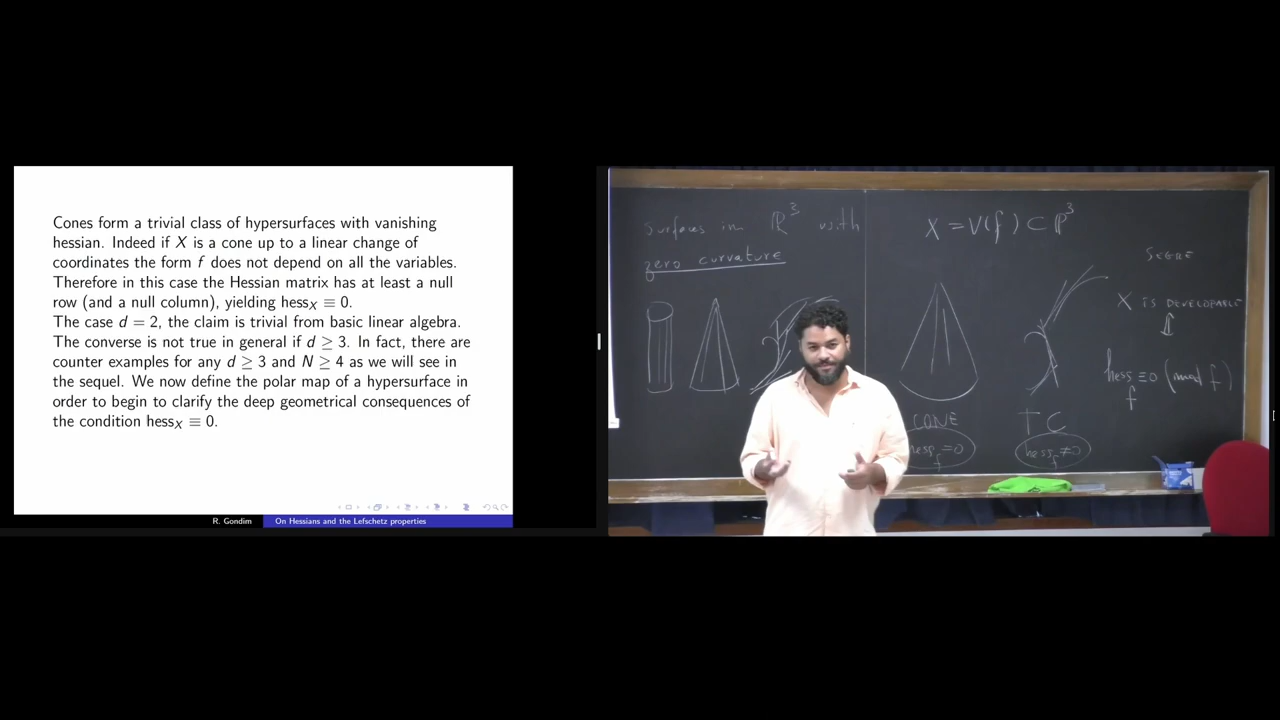 Cones form a trivial class of hypersurfaces with vanishing
hessian. Indeed if X is a cone up to a linear change of
coordinates the form f does not depend on all the variables.
Therefore in this case the Hessian matrix has at least a null
row (and a null column), yielding hess_X ≡ 0.
The case d = 2, the claim is trivial from basic linear algebra.
The converse is not true in general if d ≥ 3. In fact, there are
counter examples for any d ≥ 3 and N ≥ 4 as we will see in
the sequel. We now define the polar map of a hypersurface in
order to begin to clarify the deep geometrical consequences of
the condition hess_X ≡ 0.
R. Gondim On Hessians and the Lefschetz properties
surfaces in ℝ³ with
zero curvature
X = V(f) ⊂ ℙ³
CONE
hess_f = 0
T C
hess_f ≠ 0
SEGRE
X IS DEVELOPABLE
⇕
hess_f ≡ 0 (mod f)